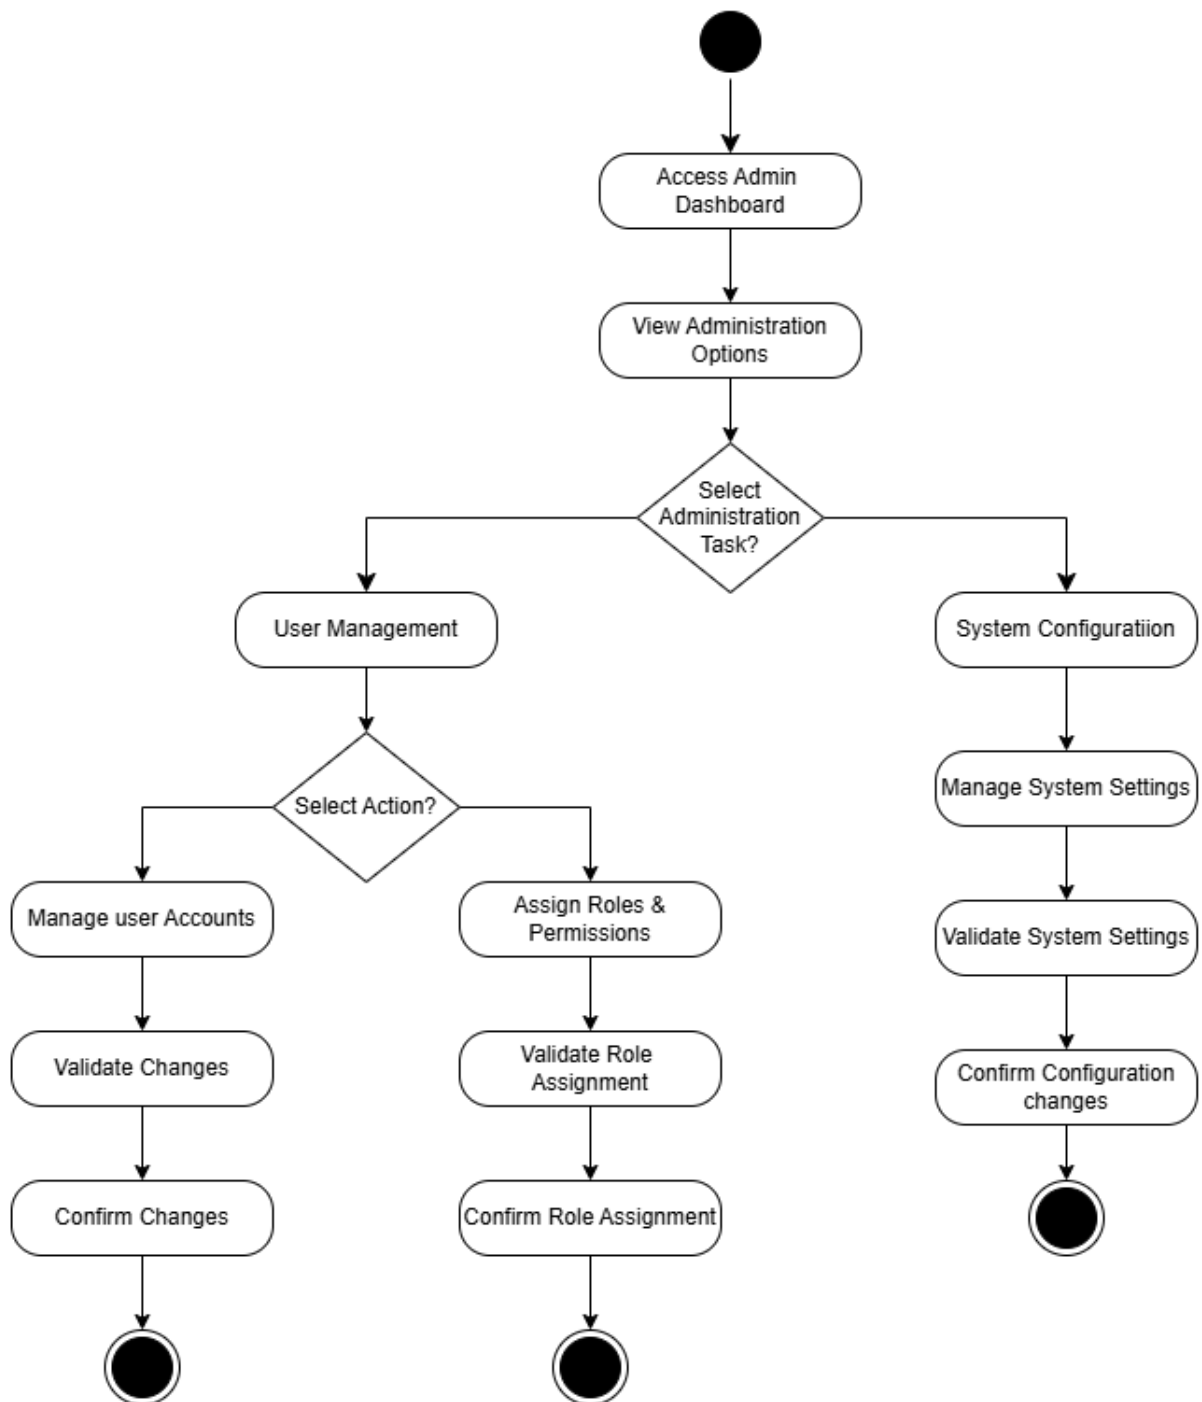 Access Admin
Dashboard
View Administration
Options
Select
Administration
Task?
User Management
System Configuratiion
Select Action?
Manage System Settings
Manage user Accounts
Assign Roles &
Permissions
Validate System Settings
Validate Changes
Validate Role
Assignment
Confirm Configuration
changes
Confirm Changes
Confirm Role Assignment